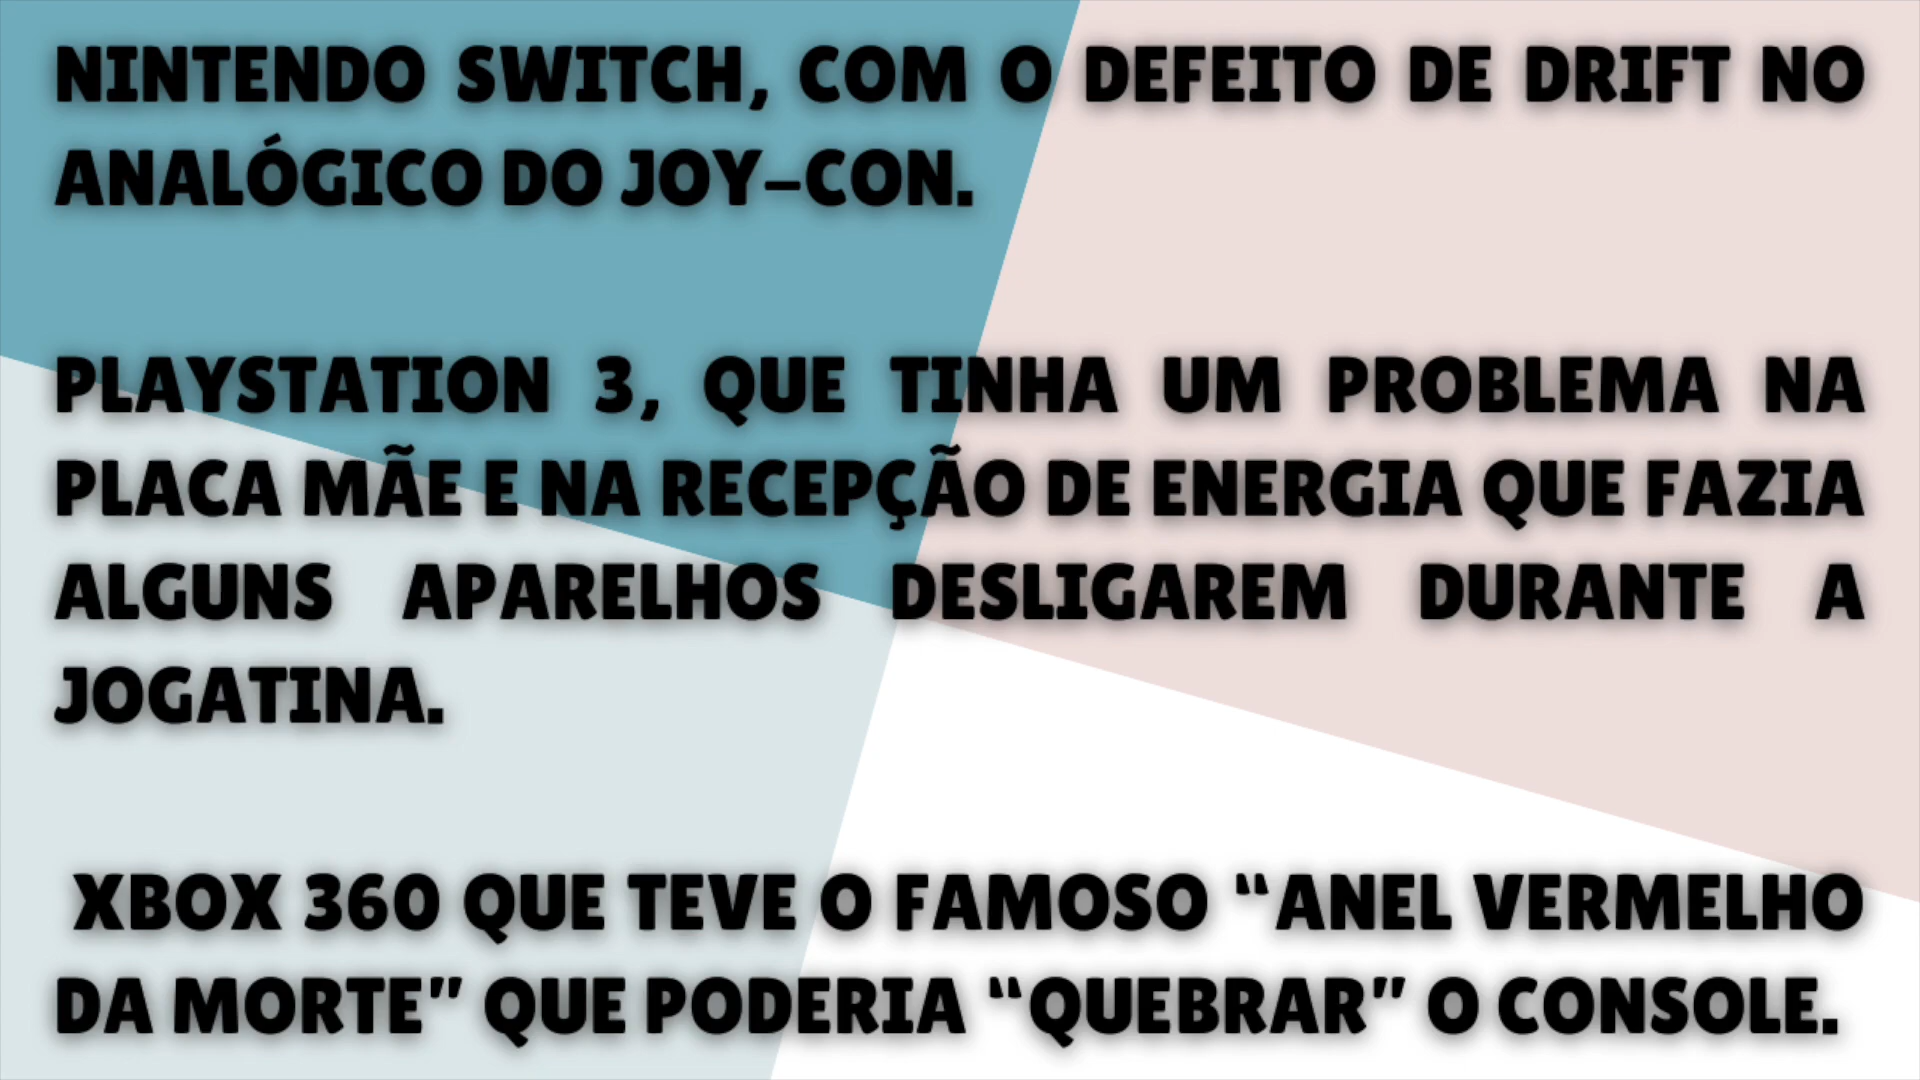 NINTENDO SWITCH, COM O DEFEITO DE DRIFT NO
ANALÓGICO DO JOY-CON.
PLAYSTATION 3, QUE TINHA UM PROBLEMA NA
PLACA MÃE E NA RECEPÇÃO DE ENERGIA QUE FAZIA
ALGUNS APARELHOS DESLIGAREM DURANTE A
JOGATINA.
XBOX 360 QUE TEVE O FAMOSO “ANEL VERMELHO
DA MORTE” QUE PODERIA “QUEBRAR” O CONSOLE.